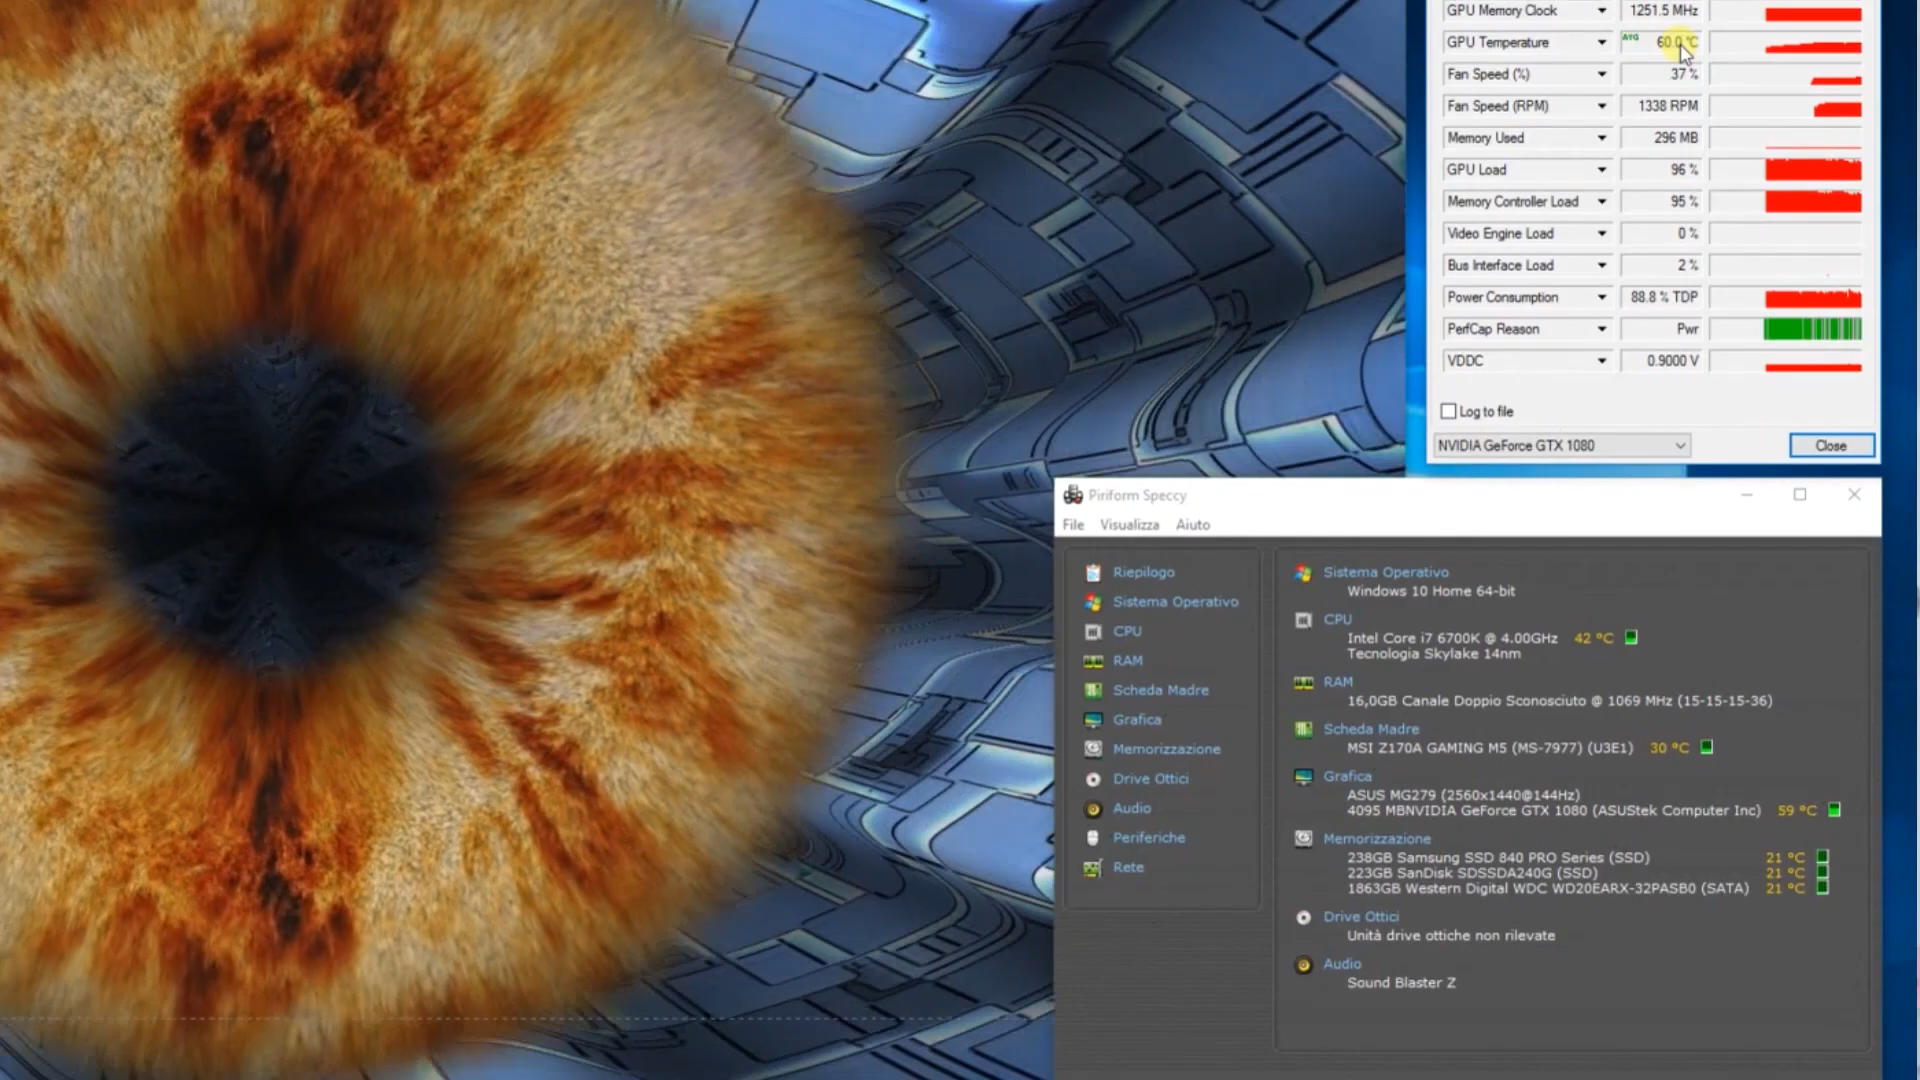 GPU Memory Clock 1251.5 MHz
GPU Temperature AVG 60.0 °C
Fan Speed (%) 37 %
Fan Speed (RPM) 1338 RPM
Memory Used 296 MB
GPU Load 96 %
Memory Controller Load 95 %
Video Engine Load 0 %
Bus Interface Load 2 %
Power Consumption 88.8 % TDP
PerfCap Reason Pwr
VDDC 0.9000 V
Log to file
NVIDIA GeForce GTX 1080 Close
Piriform Speccy
File Visualizza Aiuto
Riepilogo
Sistema Operativo
CPU
RAM
Scheda Madre
Grafica
Memorizzazione
Drive Ottici
Audio
Periferiche
Rete
Sistema Operativo
Windows 10 Home 64-bit
CPU
Intel Core i7 6700K @ 4.00GHz 42 °C
Tecnologia Skylake 14nm
RAM
16,0GB Canale Doppio Sconosciuto @ 1069 MHz (15-15-15-36)
Scheda Madre
MSI Z170A GAMING M5 (MS-7977) (U3E1) 30 °C
Grafica
ASUS MG279 (2560x1440@144Hz)
4095 MBNVIDIA GeForce GTX 1080 (ASUStek Computer Inc) 59 °C
Memorizzazione
238GB Samsung SSD 840 PRO Series (SSD) 21 °C
223GB SanDisk SDSSDA240G (SSD) 21 °C
1863GB Western Digital WDC WD20EARX-32PASB0 (SATA) 21 °C
Drive Ottici
Unità drive ottiche non rilevate
Audio
Sound Blaster Z